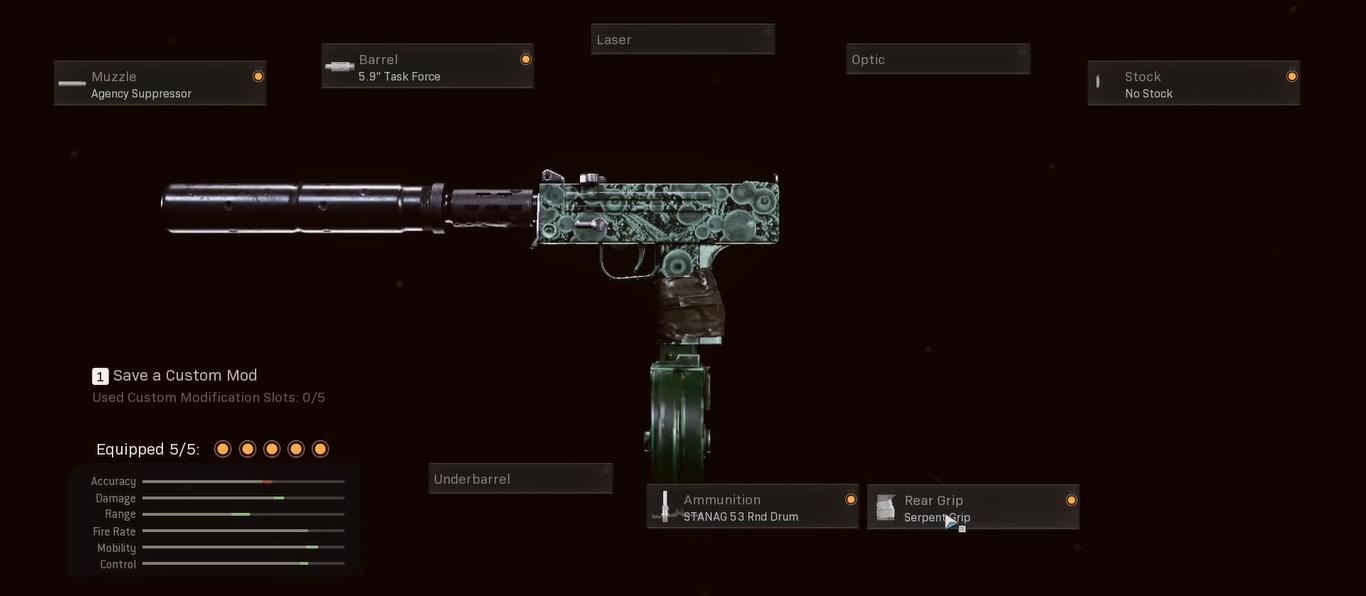 Laser
Barrel
5.9" Task Force
Optic
Muzzle
Agency Suppressor
Stock
No Stock
1 Save a Custom Mod
Used Custom Modification Slots: 0/5
Equipped 5/5:
Underbarrel
Accuracy
Damage
Range
Fire Rate
Mobility
Control
Ammunition
STANAG 53 Rnd Drum
Rear Grip
Serpent Grip